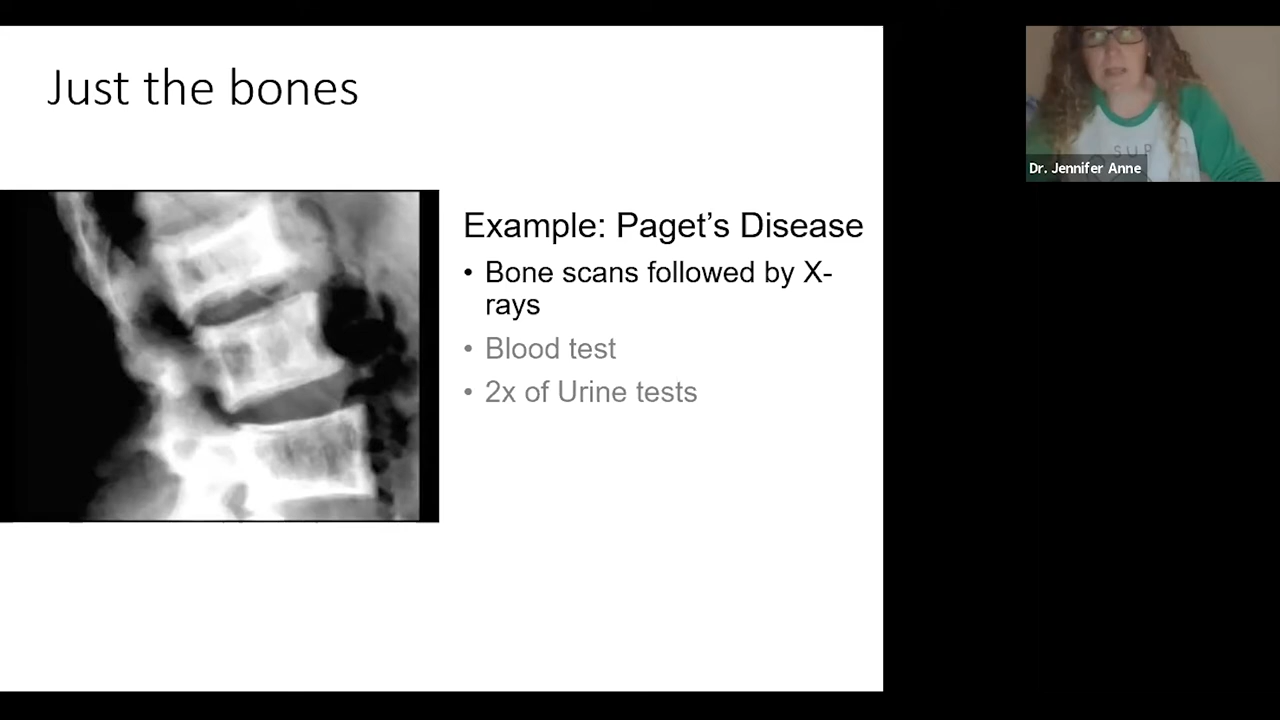 Just the bones
Example: Paget’s Disease
• Bone scans followed by X-
rays
• Blood test
• 2x of Urine tests
SUP
Dr. Jennifer Anne